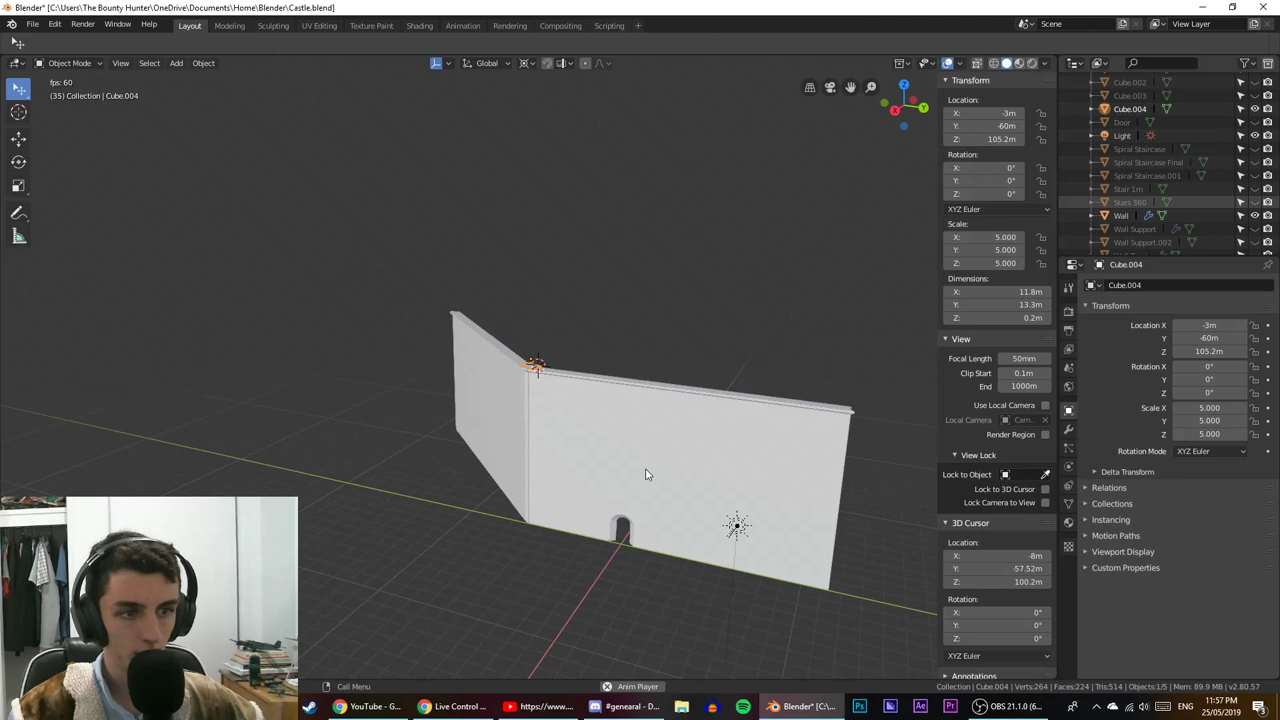 Blender* [C:\Users\The Bounty Hunter\OneDrive\Documents\Home\Blender\Castle.blend]
File Edit Render Window Help Layout Modeling Sculpting UV Editing Texture Paint Shading Animation Rendering Compositing Scripting + Scene View Layer
Object Mode View Select Add Object Global
fps: 60
(35) Collection | Cube.004
Z
Y
X
Transform
Location:
X: -3m
Y: -60m
Z: 105.2m
Rotation:
X: 0°
Y: 0°
Z: 0°
XYZ Euler
Scale:
X: 5.000
Y: 5.000
Z: 5.000
Dimensions:
X: 11.8m
Y: 13.3m
Z: 0.2m
View
Focal Length 50mm
Clip Start 0.1m
End 1000m
Use Local Camera
Local Camera Cam...
Render Region
View Lock
Lock to Object
Lock to 3D Cursor
Lock Camera to View
3D Cursor
Location:
X: -8m
Y: -57.52m
Z: 100.2m
Rotation:
X: 0°
Y: 0°
Z: 0°
XYZ Euler
Annotations
Cube.002
Cube.003
Cube.004
Door
Light
Spiral Staircase
Spiral Staircase Final
Spiral Staircase.001
Stair 1m
Stars 360
Wall
Wall Support
Wall Support.002
Cube.004
Cube.004
Transform
Location X -3m
Y -60m
Z 105.2m
Rotation X 0°
Y 0°
Z 0°
Scale X 5.000
Y 5.000
Z 5.000
Rotation Mode XYZ Euler
Delta Transform
Relations
Collections
Instancing
Motion Paths
Viewport Display
Custom Properties
Call Menu Anim Player Collection | Cube.004 | Verts:264 | Faces:224 | Tris:514 | Objects:1/5 | Mem: 89.9 MB | v2.80.57
YouTube - G... Live Control ... https://www.... #genearal - D... Blender* [C:\... Ps Ae Pr OBS 21.1.0 (6... ENG 11:57 PM
25/05/2019